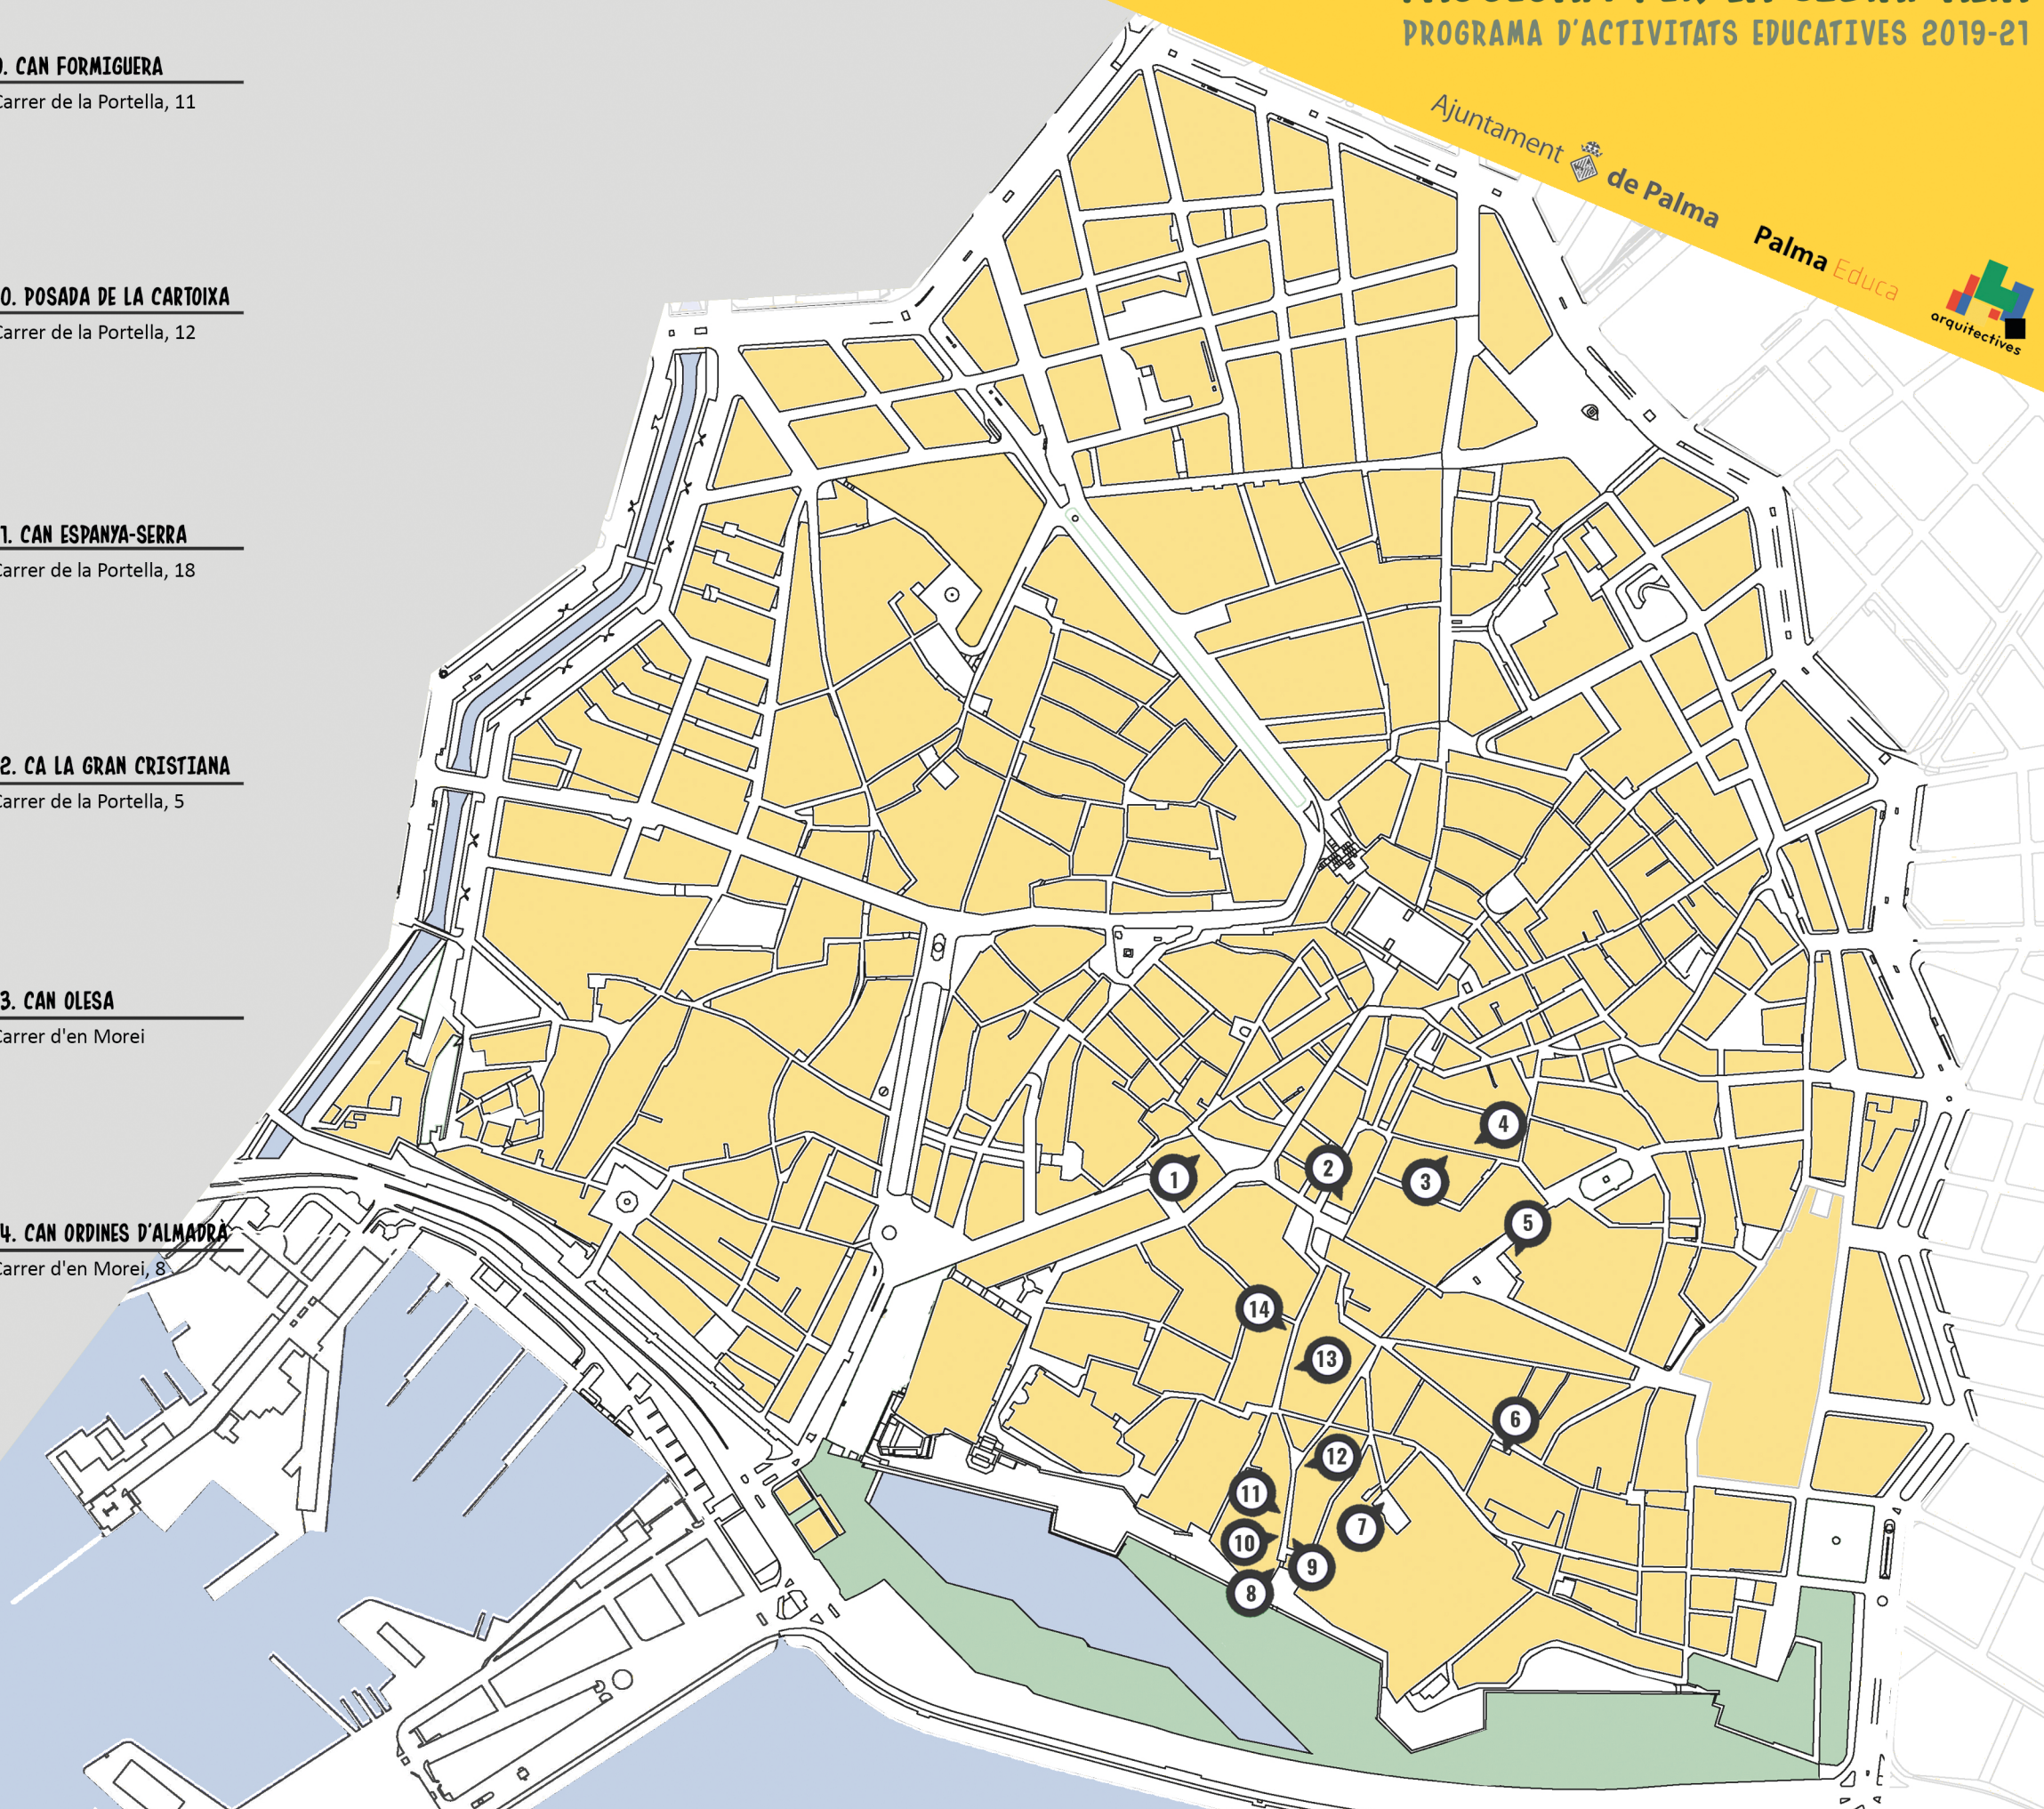 CAN FORMIGUERA
Carrer de la Portella, 11
0. POSADA DE LA CARTOIXA
Carrer de la Portella, 12
1. CAN ESPANYA-SERRA
Carrer de la Portella, 18
2. CA LA GRAN CRISTIANA
Carrer de la Portella, 5
3. CAN OLESA
Carrer d'en Morei
4. CAN ORDINES D'ALMADRÀ
Carrer d'en Morei, 8
PROGRAMA D'ACTIVITATS EDUCATIVES 2019-21
Ajuntament de Palma
Palma Educa
arquitectives
4
2
1
3
5
14
13
6
12
11
7
10
9
8